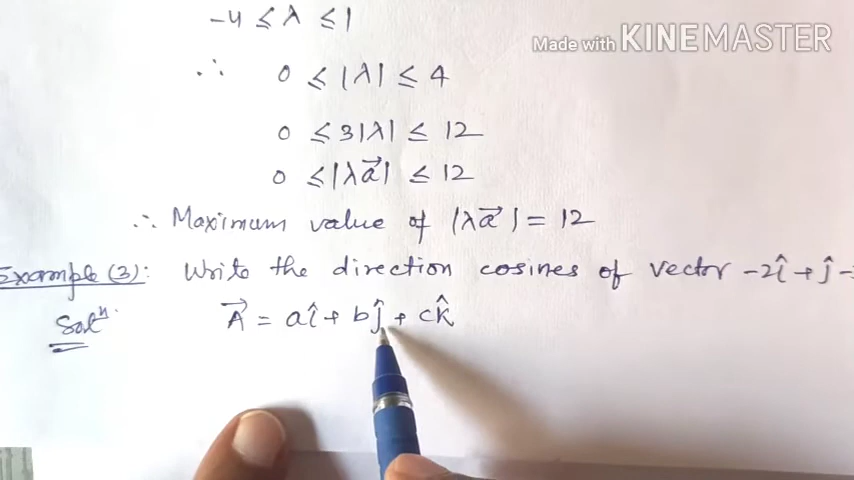 -4 ≤ λ ≤ 1
Made with KINEMASTER
∴ 0 ≤ |λ| ≤ 4
0 ≤ 3|λ| ≤ 12
0 ≤ |λa⃗| ≤ 12
∴ Maximum value of |λa⃗| = 12
Example (3): Write the direction cosines of vector -2î + ĵ -
Solⁿ. A⃗ = aî + bĵ + ck̂